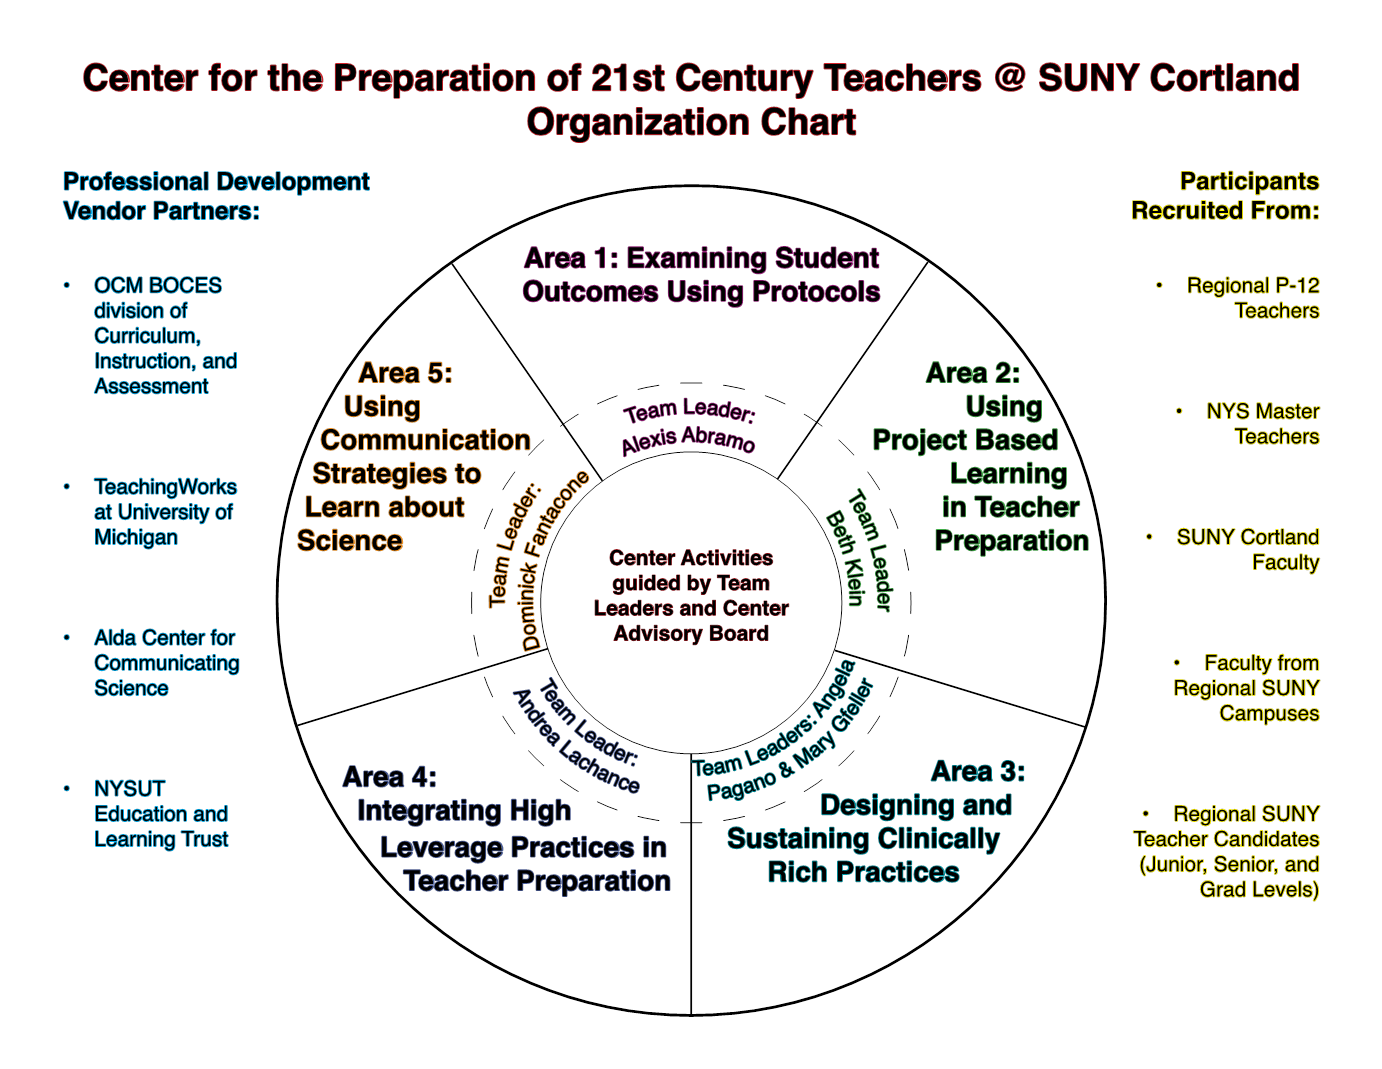 Center for the Preparation of 21st Century Teachers @ SUNY Cortland
Organization Chart
Professional Development
Vendor Partners:
• OCM BOCES
division of
Curriculum,
Instruction, and
Assessment
• TeachingWorks
at University of
Michigan
• Alda Center for
Communicating
Science
• NYSUT
Education and
Learning Trust
Area 1: Examining Student
Outcomes Using Protocols
Team Leader:
Alexis Abramo
Area 2:
Using
Project Based
Learning
in Teacher
Preparation
Team Leader
Beth Klein
Area 3:
Designing and
Sustaining Clinically
Rich Practices
Team Leaders: Angela
Pagano & Mary Gfeller
Area 4:
Integrating High
Leverage Practices in
Teacher Preparation
Team Leader:
Andrea Lachance
Area 5:
Using
Communication
Strategies to
Learn about
Science
Team Leader:
Dominick Fantacone
Center Activities
guided by Team
Leaders and Center
Advisory Board
Participants
Recruited From:
• Regional P-12
Teachers
• NYS Master
Teachers
• SUNY Cortland
Faculty
• Faculty from
Regional SUNY
Campuses
• Regional SUNY
Teacher Candidates
(Junior, Senior, and
Grad Levels)